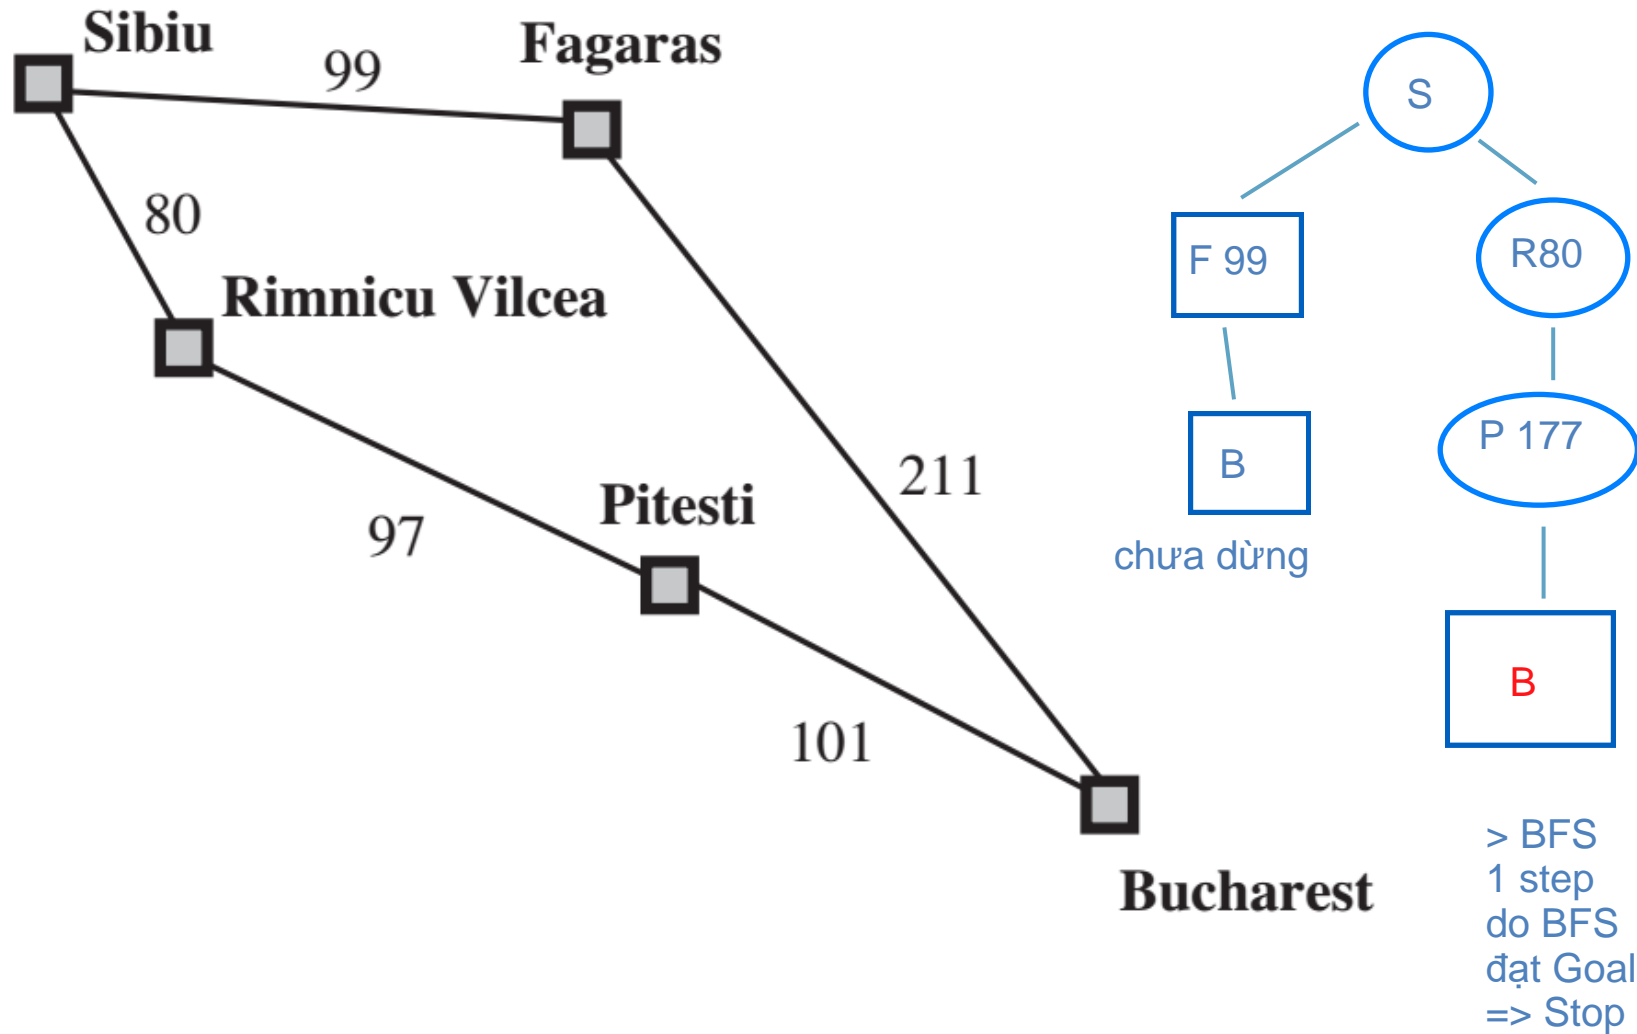 Sibiu
99
Fagaras
80
Rimnicu Vilcea
97
Pitesti
211
101
Bucharest
S
F 99
R80
B
P 177
chưa dừng
B
> BFS
1 step
do BFS
đạt Goal
=> Stop